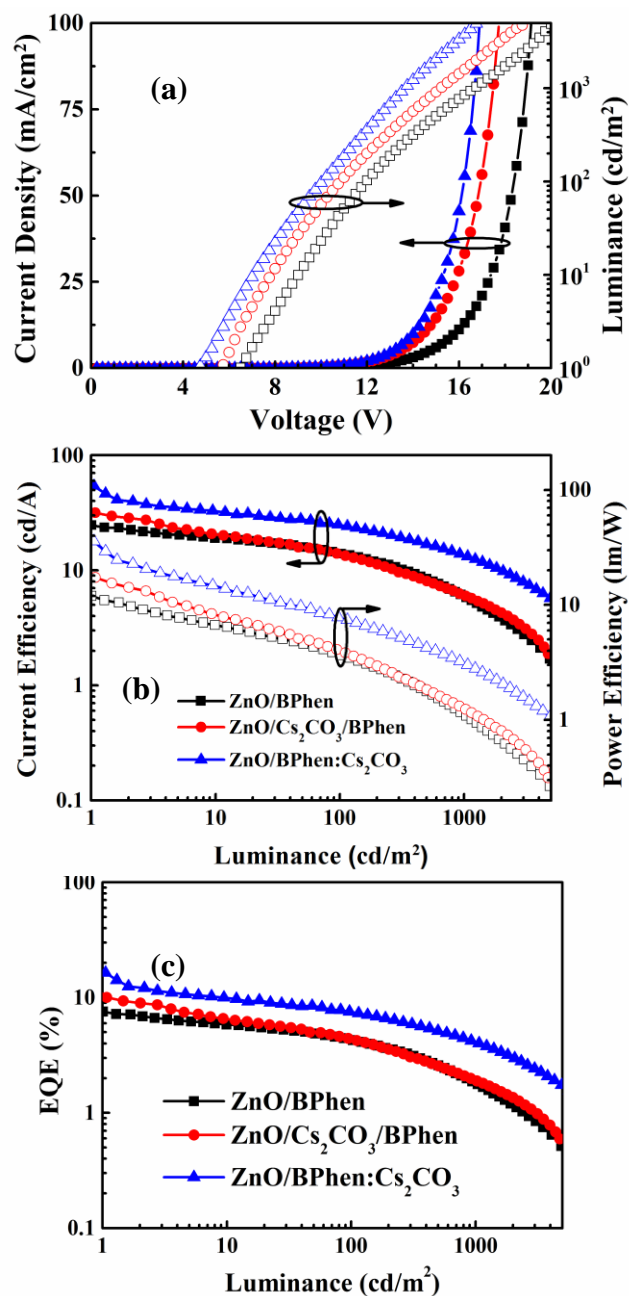 100
75
50
25
0
Current Density (mA/cm²)
(a)
10³
10²
10¹
10⁰
Luminance (cd/m²)
0 4 8 12 16 20
Voltage (V)
100
10
1
0.1
Current Efficiency (cd/A)
100
10
1
Power Efficiency (lm/W)
(b)
ZnO/BPhen
ZnO/Cs₂CO₃/BPhen
ZnO/BPhen:Cs₂CO₃
1 10 100 1000
Luminance (cd/m²)
100
10
1
0.1
EQE (%)
(c)
ZnO/BPhen
ZnO/Cs₂CO₃/BPhen
ZnO/BPhen:Cs₂CO₃
1 10 100 1000
Luminance (cd/m²)